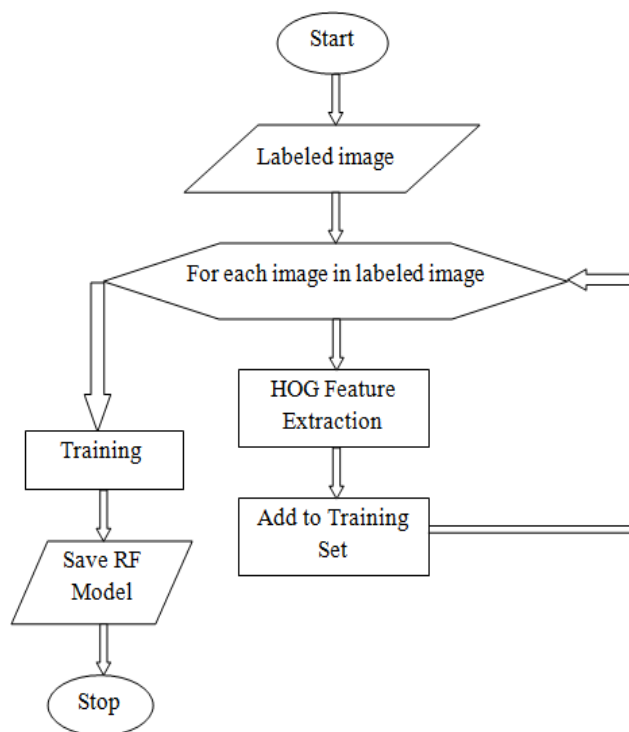 Start
Labeled image
For each image in labeled image
HOG Feature
Extraction
Training
Add to Training
Set
Save RF
Model
Stop